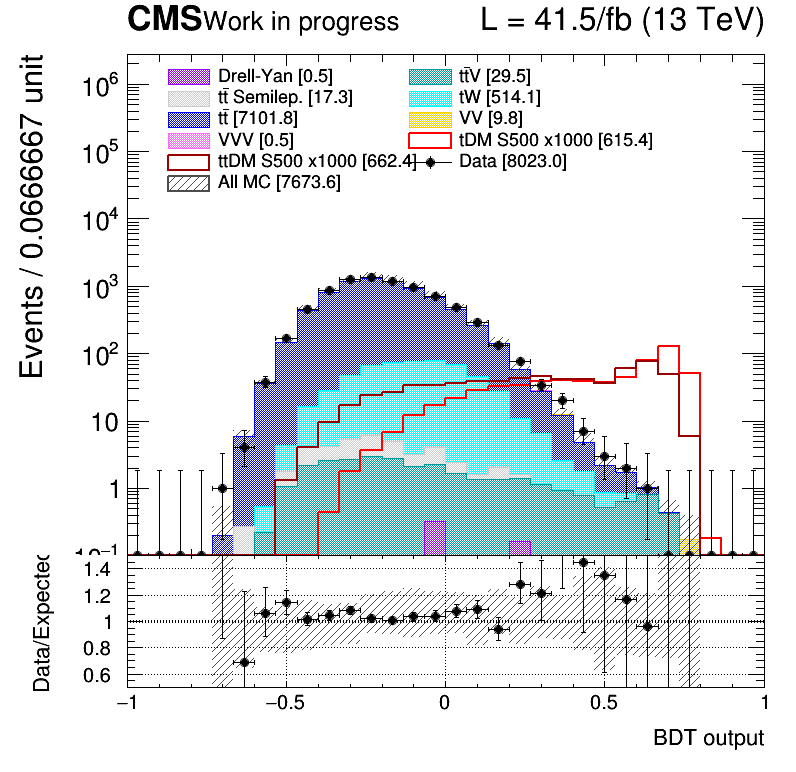 CMS Work in progress L = 41.5/fb (13 TeV)
Events / 0.0666667 unit
10⁶
10⁵
10⁴
10³
10²
10
1
10⁻¹
Drell-Yan [0.5] tt̄V [29.5]
tt̄ Semilep. [17.3] tW [514.1]
tt̄ [7101.8] VV [9.8]
VVV [0.5] tDM S500 x1000 [615.4]
ttDM S500 x1000 [662.4] Data [8023.0]
All MC [7673.6]
Data/Expected
1.4
1.2
1
0.8
0.6
−1 −0.5 0 0.5 1
BDT output